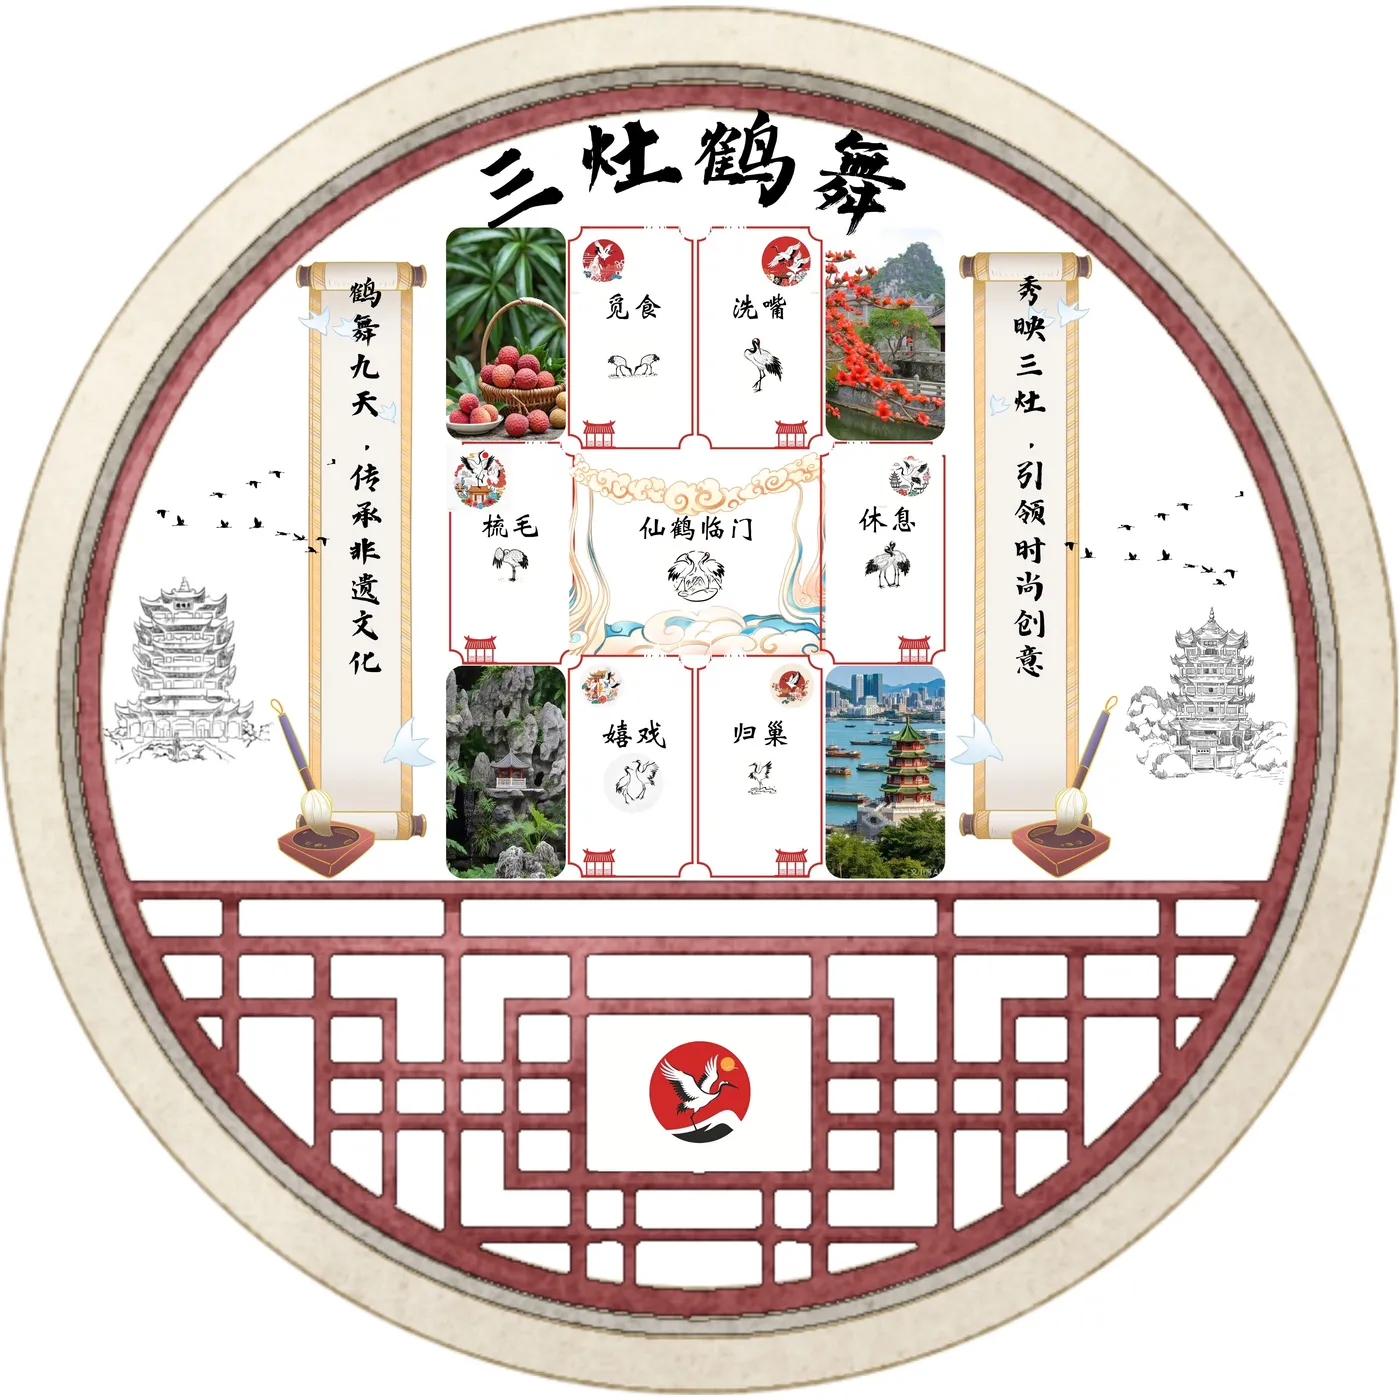 三灶鹤舞
鹤舞九天，传承非遗文化
秀映三灶，引领时尚创意
觅食
洗嘴
梳毛
仙鹤临门
休息
嬉戏
归巢